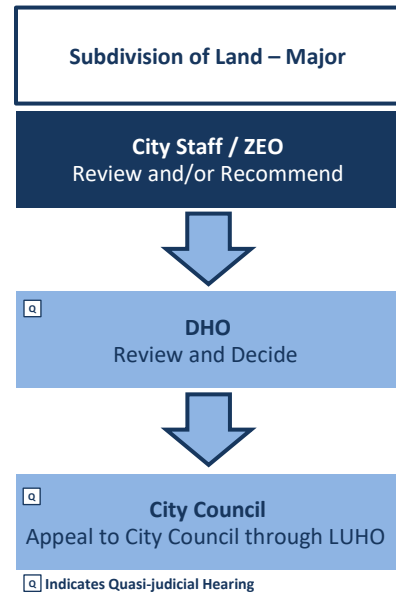 Subdivision of Land – Major
City Staff / ZEO
Review and/or Recommend
Q
DHO
Review and Decide
Q
City Council
Appeal to City Council through LUHO
Q Indicates Quasi-judicial Hearing